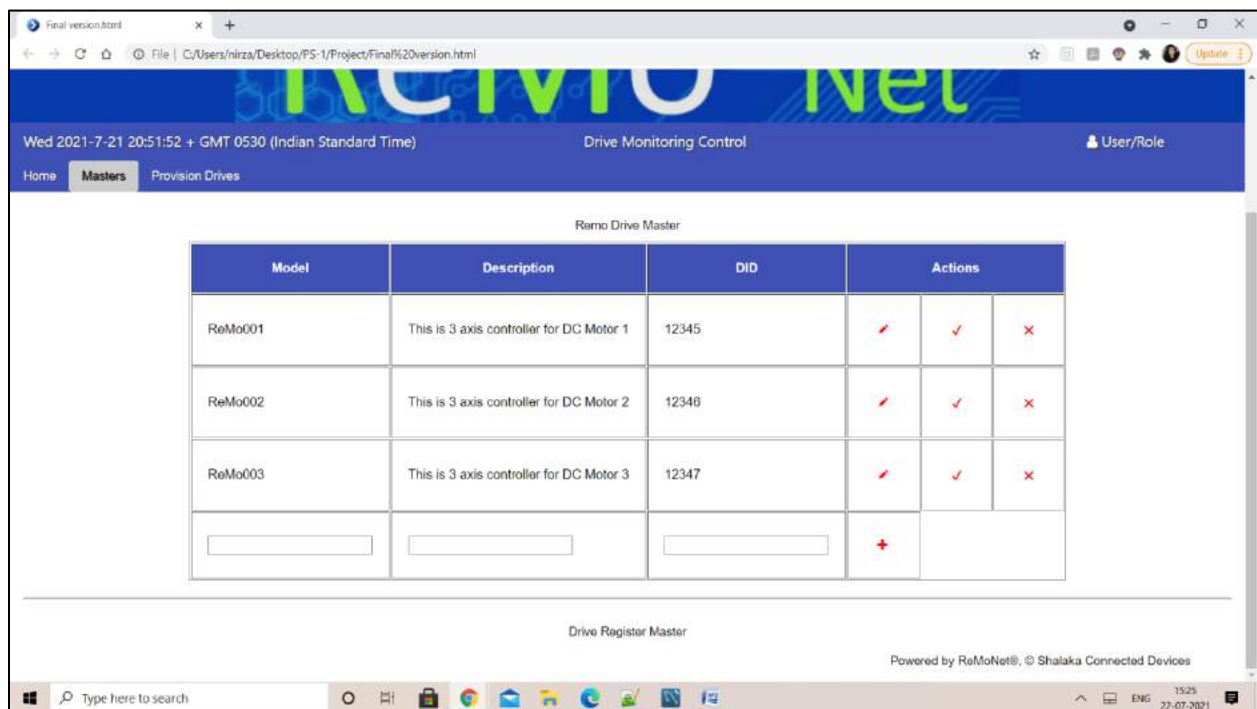 Final version.html
File | C:/Users/nirza/Desktop/PS-1/Project/Final%20version.html
Update
ReMo Net
Wed 2021-7-21 20:51:52 + GMT 0530 (Indian Standard Time) Drive Monitoring Control User/Role
Home Masters Provision Drives
Remo Drive Master
Model Description DID Actions
ReMo001 This is 3 axis controller for DC Motor 1 12345
ReMo002 This is 3 axis controller for DC Motor 2 12346
ReMo003 This is 3 axis controller for DC Motor 3 12347
Drive Register Master
Powered by ReMoNet®, © Shalaka Connected Devices
Type here to search ENG 15:25
22-07-2021